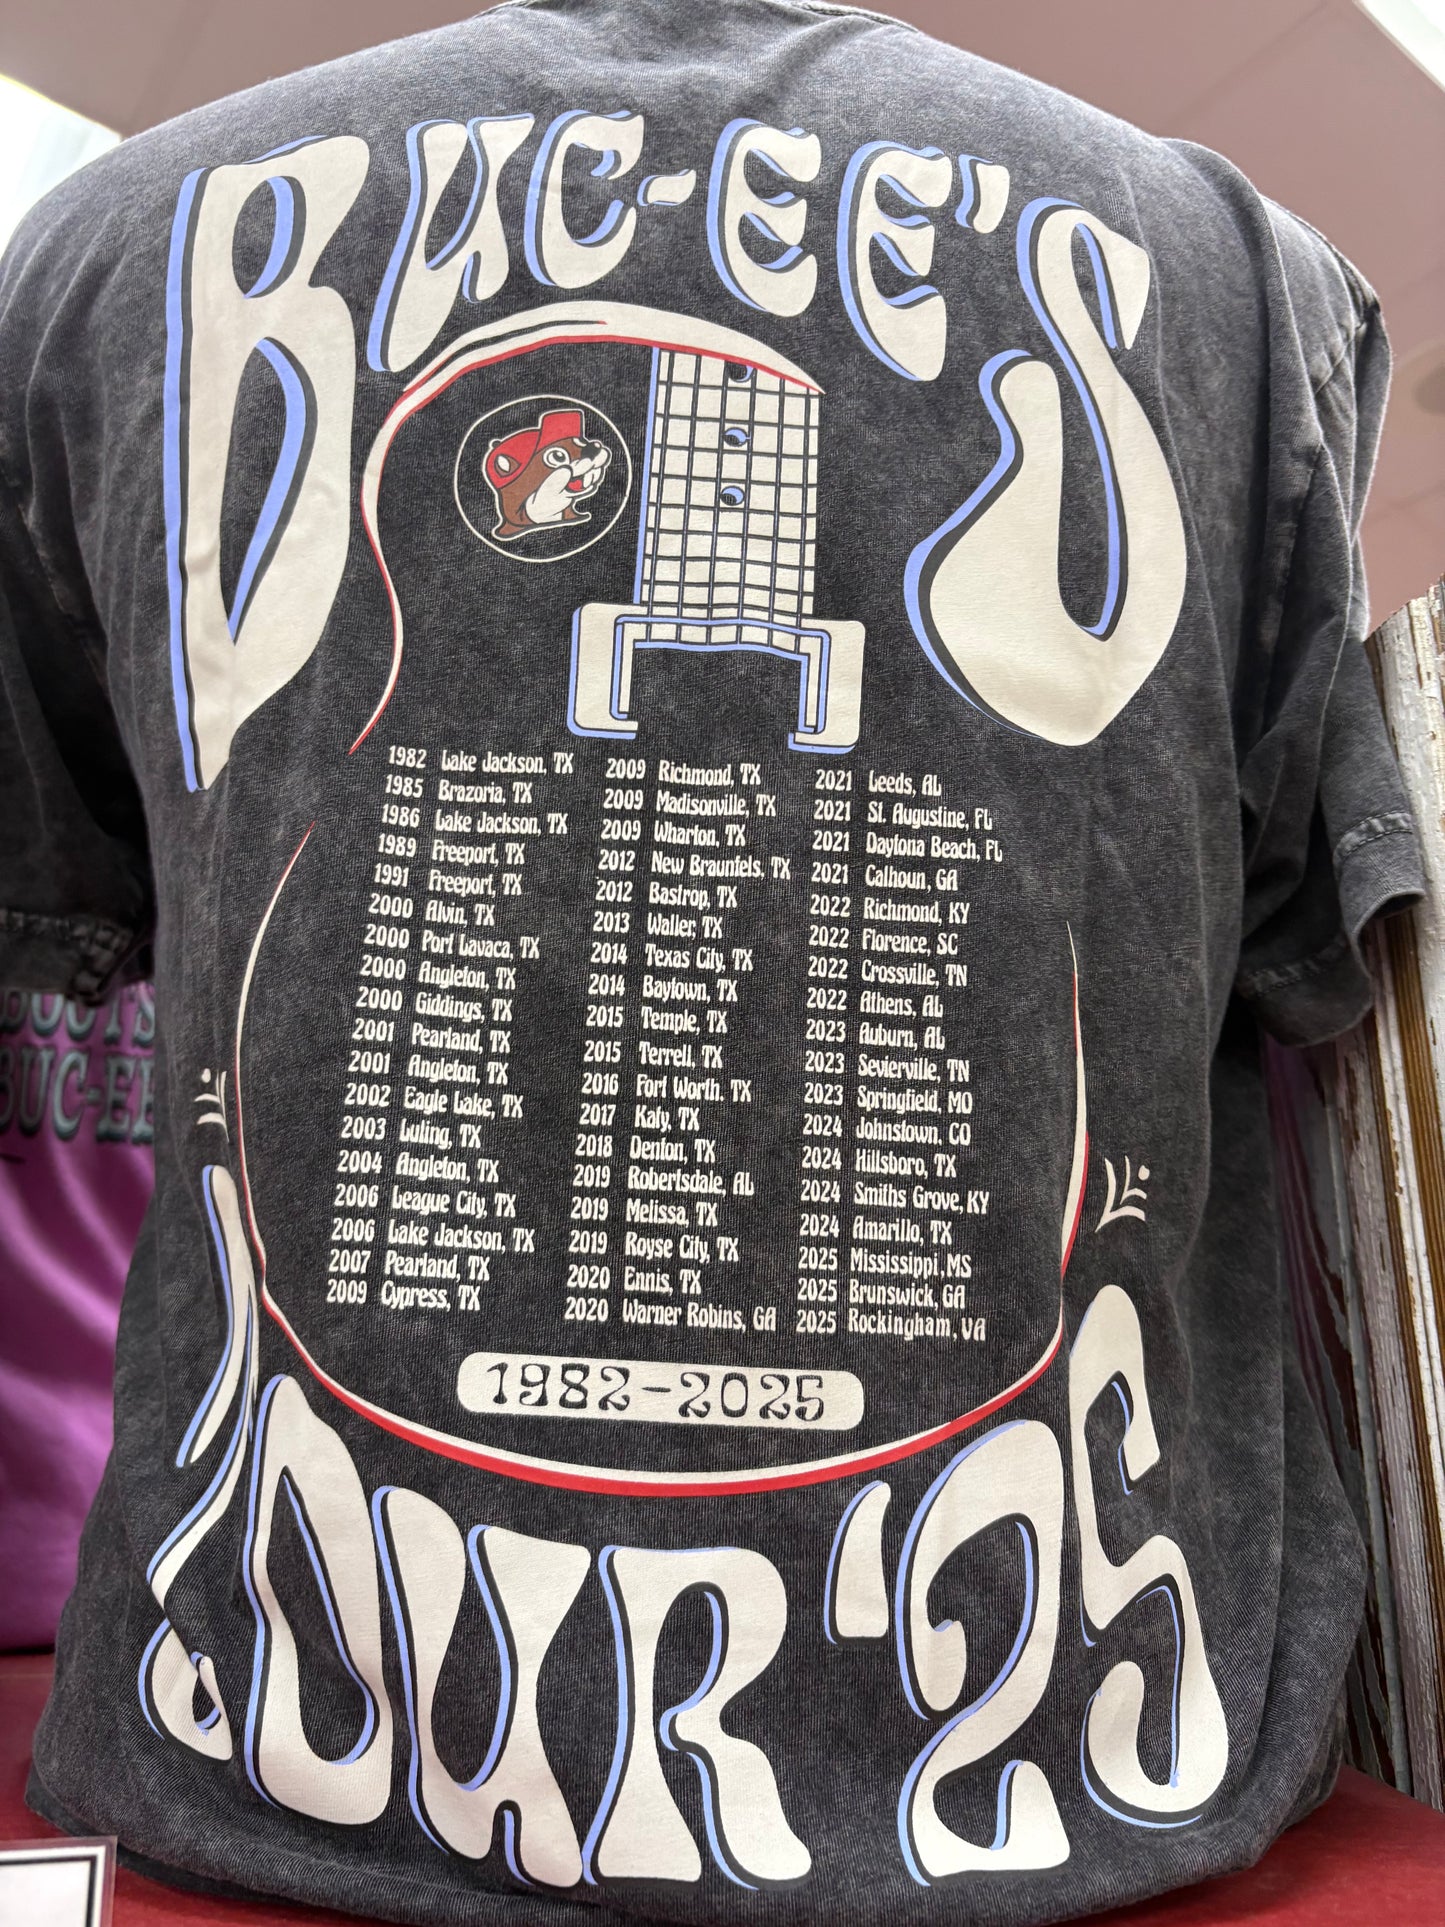 BUC-EE'S
1982 Lake Jackson, TX
1985 Brazoria, TX
1986 Lake Jackson, TX
1989 Freeport, TX
1991 Freeport, TX
2000 Alvin, TX
2000 Port Lavaca, TX
2000 Angleton, TX
2000 Giddings, TX
2001 Pearland, TX
2001 Angleton, TX
2002 Eagle Lake, TX
2003 Luling, TX
2004 Angleton, TX
2006 League City, TX
2006 Lake Jackson, TX
2007 Pearland, TX
2009 Cypress, TX
2009 Richmond, TX
2009 Madisonville, TX
2009 Wharton, TX
2012 New Braunfels, TX
2012 Bastrop, TX
2013 Waller, TX
2014 Texas City, TX
2014 Baytown, TX
2015 Temple, TX
2015 Terrell, TX
2016 Fort Worth, TX
2017 Katy, TX
2018 Denton, TX
2019 Robertsdale, AL
2019 Melissa, TX
2019 Royse City, TX
2020 Ennis, TX
2020 Warner Robins, GA
2021 Leeds, AL
2021 St. Augustine, FL
2021 Daytona Beach, FL
2021 Calhoun, GA
2022 Richmond, KY
2022 Florence, SC
2022 Crossville, TN
2022 Athens, AL
2023 Auburn, AL
2023 Sevierville, TN
2023 Springfield, MO
2024 Johnstown, CO
2024 Hillsboro, TX
2024 Smiths Grove, KY
2024 Amarillo, TX
2025 Mississippi, MS
2025 Brunswick, GA
2025 Rockingham, VA
1982-2025
TOUR '25